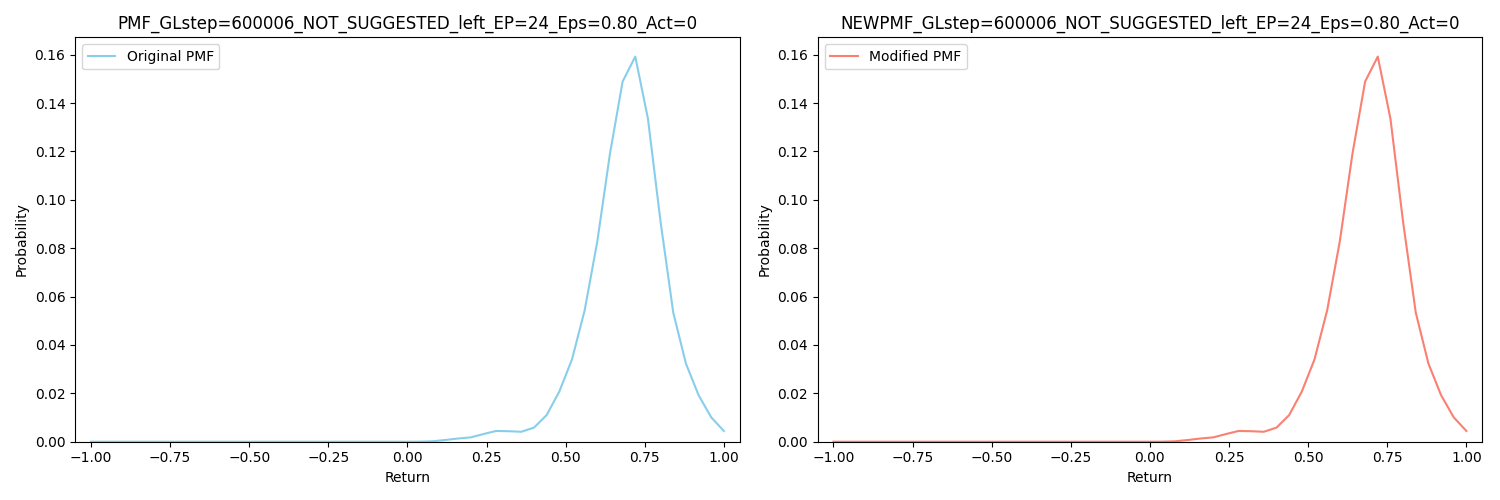 PMF_GLstep=600006_NOT_SUGGESTED_left_EP=24_Eps=0.80_Act=0
Original PMF
Probability
0.16
0.14
0.12
0.10
0.08
0.06
0.04
0.02
0.00
−1.00 −0.75 −0.50 −0.25 0.00 0.25 0.50 0.75 1.00
Return
NEWPMF_GLstep=600006_NOT_SUGGESTED_left_EP=24_Eps=0.80_Act=0
Modified PMF
Probability
0.16
0.14
0.12
0.10
0.08
0.06
0.04
0.02
0.00
−1.00 −0.75 −0.50 −0.25 0.00 0.25 0.50 0.75 1.00
Return